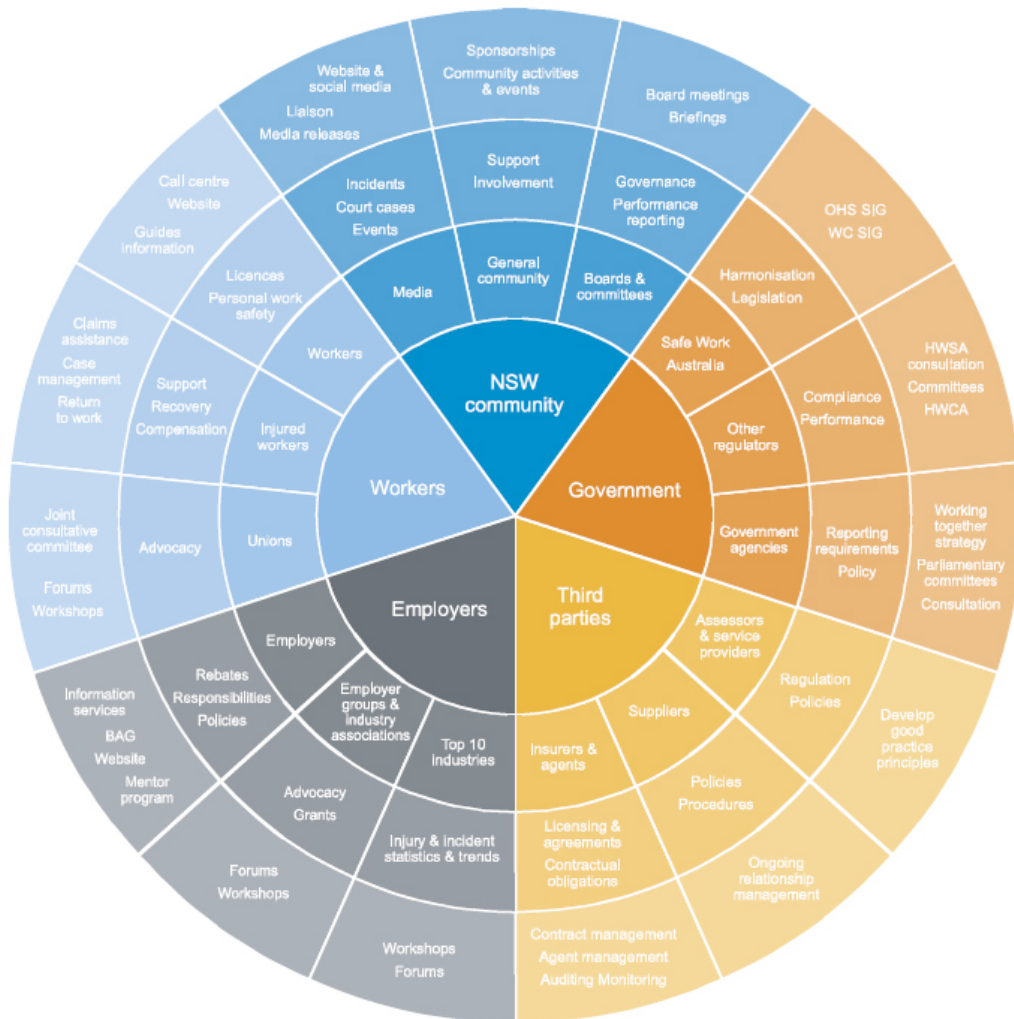 Sponsorships
Community activities
& events
Website &
social media
Liaison
Media releases
Board meetings
Briefings
Support
Involvement
Incidents
Court cases
Events
Governance
Performance
reporting
Media
General
community
Boards &
committees
NSW
community
OHS SIG
WC SIG
Harmonisation
Legislation
Safe Work
Australia
HWSA
consultation
Committees
HWCA
Compliance
Performance
Other
regulators
Working
together
strategy
Parliamentary
committees
Consultation
Reporting
requirements
Policy
Government
agencies
Government
Third
parties
Assessors
& service
providers
Regulation
Policies
Develop
good
practice
principles
Suppliers
Policies
Procedures
Ongoing
relationship
management
Insurers &
agents
Licensing &
agreements
Contractual
obligations
Contract management
Agent management
Auditing Monitoring
Employers
Top 10
industries
Injury & incident
statistics & trends
Workshops
Forums
Employer
groups &
industry
associations
Advocacy
Grants
Forums
Workshops
Employers
Rebates
Responsibilities
Policies
Information
services
BAG
Website
Mentor
program
Workers
Unions
Advocacy
Joint
consultative
committee
Forums
Workshops
Injured
workers
Support
Recovery
Compensation
Claims
assistance
Case
management
Return
to work
Workers
Licences
Personal work
safety
Call centre
Website
Guides
information